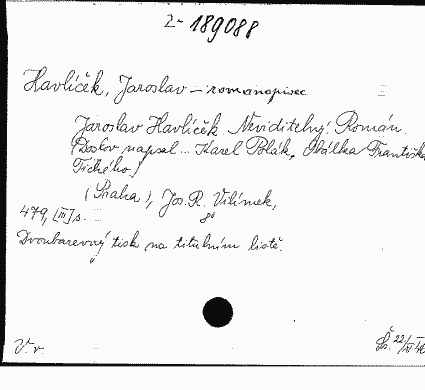 2-189088
Havlíček, Jaroslav – romanopisec
Jaroslav Havlíček. Neviditelný. Román.
(Doslov napsal... Karel Polák, Obálka Františka
Tichého)
(Praha), Jos. R. Vilímek,
479, [III] s. 8°
Dvoubarevný tisk na titulním listě.
V. r.